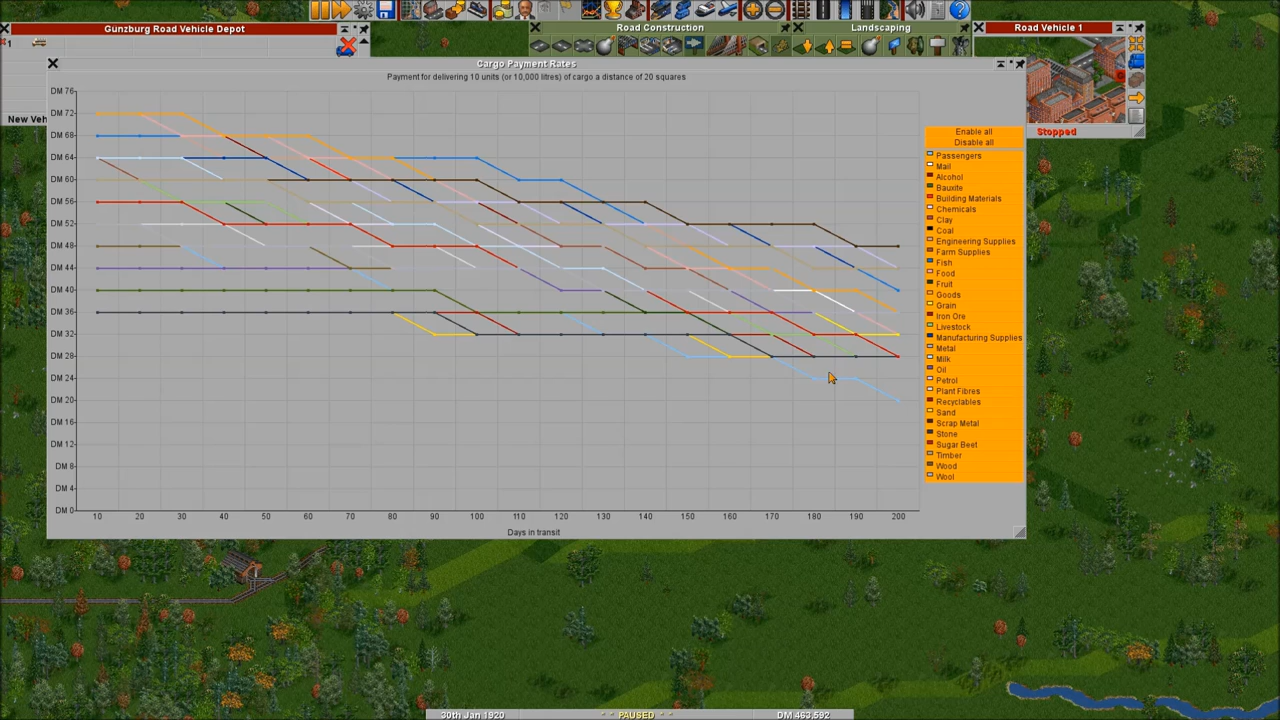 Gunzburg Road Vehicle Depot
Road Construction
Landscaping
Road Vehicle 1
1
Cargo Payment Rates
Payment for delivering 10 units (or 10,000 litres) of cargo a distance of 20 squares
New Veh
Stopped
DM 76
DM 72
DM 68
DM 64
DM 60
DM 56
DM 52
DM 48
DM 44
DM 40
DM 36
DM 32
DM 28
DM 24
DM 20
DM 16
DM 12
DM 8
DM 4
DM 0
10 20 30 40 50 60 70 80 90 100 110 120 130 140 150 160 170 180 190 200
Days in transit
Enable all
Disable all
Passengers
Mail
Alcohol
Bauxite
Building Materials
Chemicals
Clay
Coal
Engineering Supplies
Farm Supplies
Fish
Food
Fruit
Goods
Grain
Iron Ore
Livestock
Manufacturing Supplies
Metal
Milk
Oil
Petrol
Plant Fibres
Recyclables
Sand
Scrap Metal
Stone
Sugar Beet
Timber
Wood
Wool
30th Jan 1920
* * PAUSED * *
DM 463,592